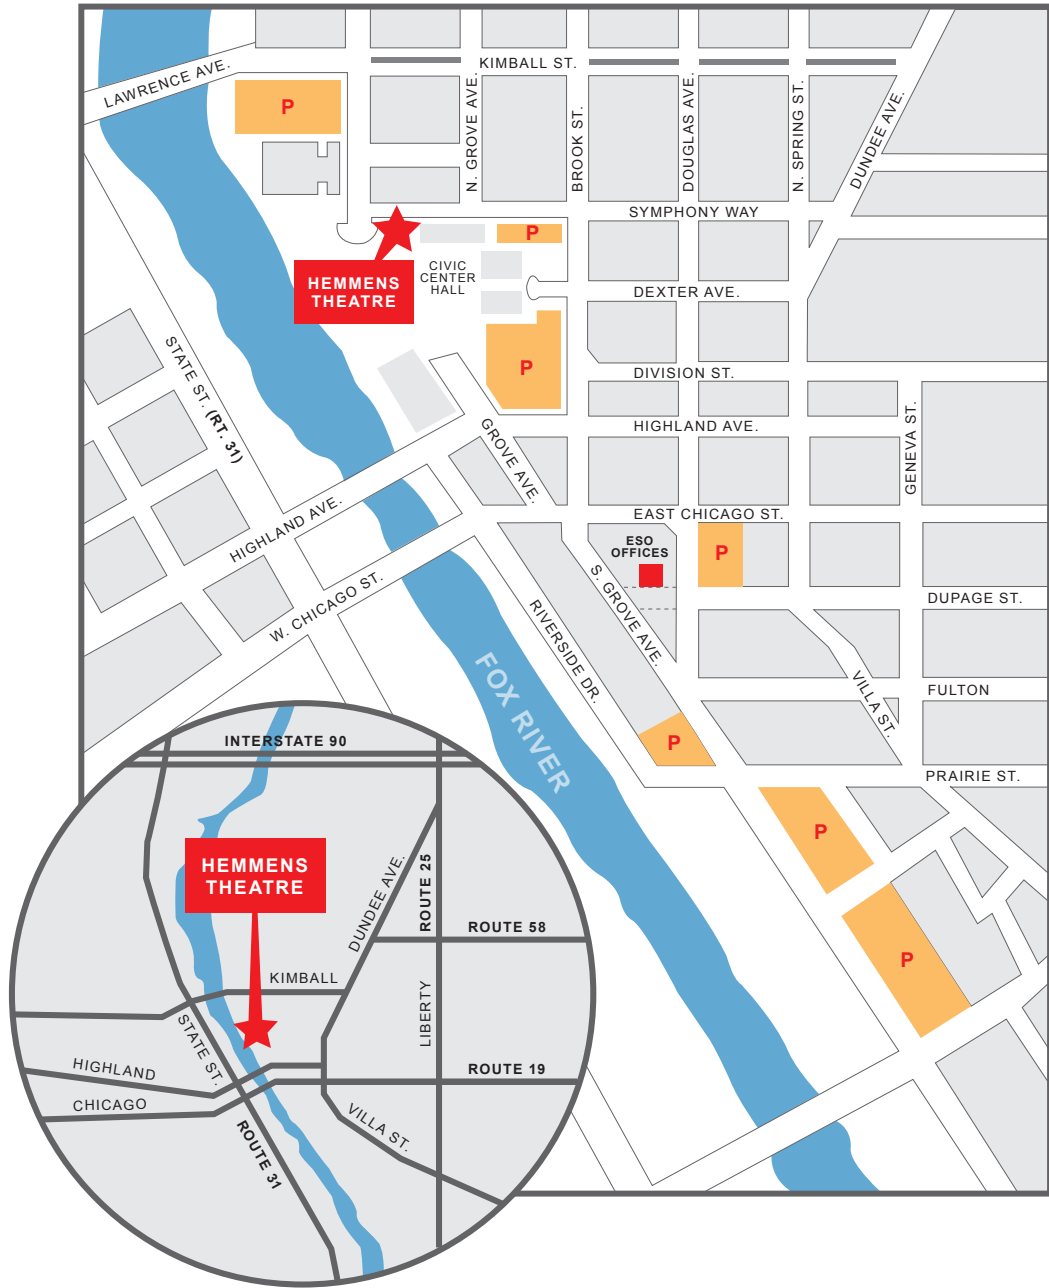 KIMBALL ST.
LAWRENCE AVE.
P
N. GROVE AVE.
BROOK ST.
DOUGLAS AVE.
N. SPRING ST.
DUNDEE AVE.
SYMPHONY WAY
P
HEMMENS
THEATRE
CIVIC
CENTER
HALL
DEXTER AVE.
STATE ST. (RT. 31)
P
DIVISION ST.
HIGHLAND AVE.
GENEVA ST.
GROVE AVE.
HIGHLAND AVE.
EAST CHICAGO ST.
ESO
OFFICES
P
W. CHICAGO ST.
S. GROVE AVE.
RIVERSIDE DR.
DUPAGE ST.
FOX RIVER
VILLA ST.
FULTON
P
PRAIRIE ST.
P
P
INTERSTATE 90
HEMMENS
THEATRE
DUNDEE AVE.
ROUTE 25
ROUTE 58
KIMBALL
LIBERTY
STATE ST.
HIGHLAND
ROUTE 19
CHICAGO
VILLA ST.
ROUTE 31